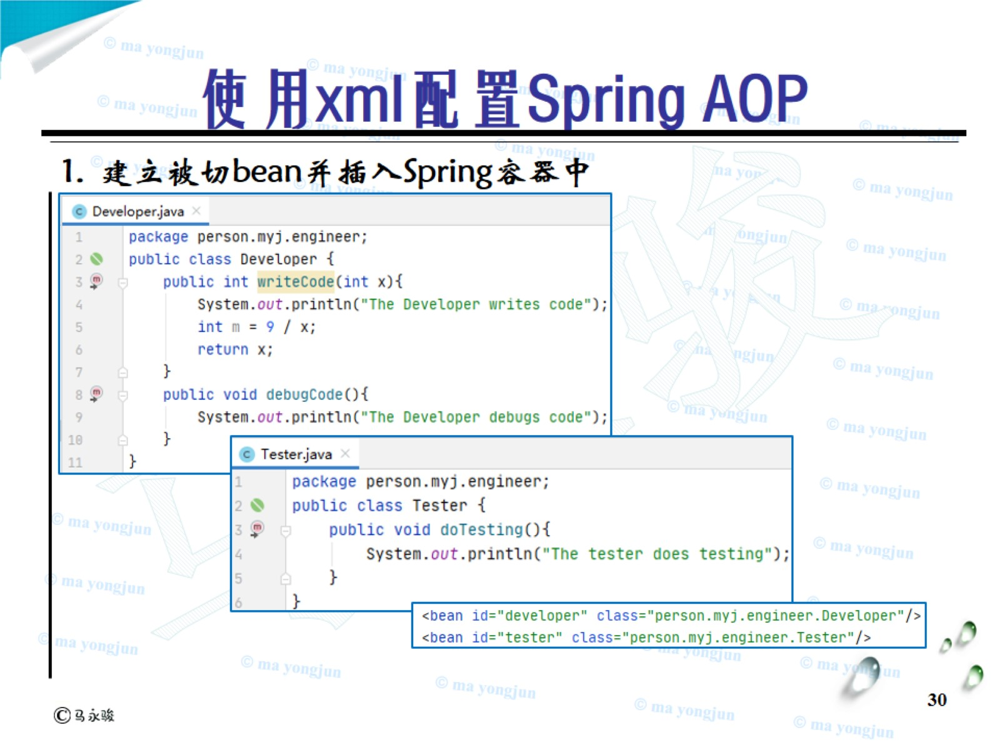 使用xml配置Spring AOP
1. 建立被切bean并插入Spring容器中
Developer.java
1 package person.myj.engineer;
2 public class Developer {
3 public int writeCode(int x){
4 System.out.println("The Developer writes code");
5 int m = 9 / x;
6 return x;
7 }
8 public void debugCode(){
9 System.out.println("The Developer debugs code");
10 }
11 }
Tester.java
1 package person.myj.engineer;
2 public class Tester {
3 public void doTesting(){
4 System.out.println("The tester does testing");
5 }
6 }
<bean id="developer" class="person.myj.engineer.Developer"/>
<bean id="tester" class="person.myj.engineer.Tester"/>
30
©马永骏
© ma yongjun